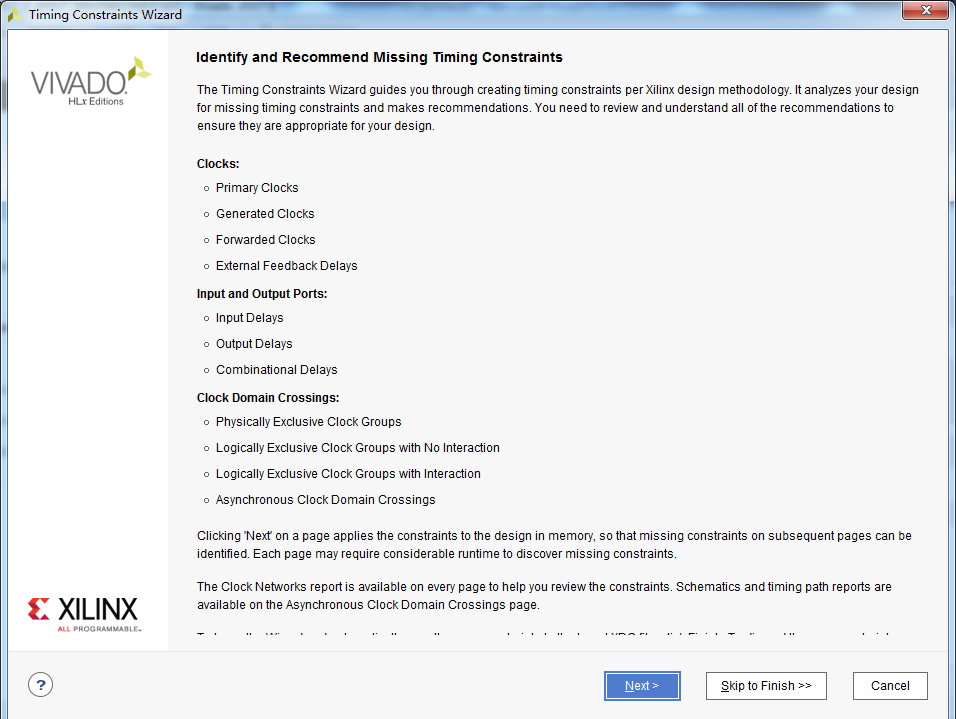 Timing Constraints Wizard
VIVADO
HLx Editions
Identify and Recommend Missing Timing Constraints
The Timing Constraints Wizard guides you through creating timing constraints per Xilinx design methodology. It analyzes your design
for missing timing constraints and makes recommendations. You need to review and understand all of the recommendations to
ensure they are appropriate for your design.
Clocks:
Primary Clocks
Generated Clocks
Forwarded Clocks
External Feedback Delays
Input and Output Ports:
Input Delays
Output Delays
Combinational Delays
Clock Domain Crossings:
Physically Exclusive Clock Groups
Logically Exclusive Clock Groups with No Interaction
Logically Exclusive Clock Groups with Interaction
Asynchronous Clock Domain Crossings
Clicking 'Next' on a page applies the constraints to the design in memory, so that missing constraints on subsequent pages can be
identified. Each page may require considerable runtime to discover missing constraints.
The Clock Networks report is available on every page to help you review the constraints. Schematics and timing path reports are
available on the Asynchronous Clock Domain Crossings page.
XILINX
ALL PROGRAMMABLE™
?
Next >
Skip to Finish >>
Cancel